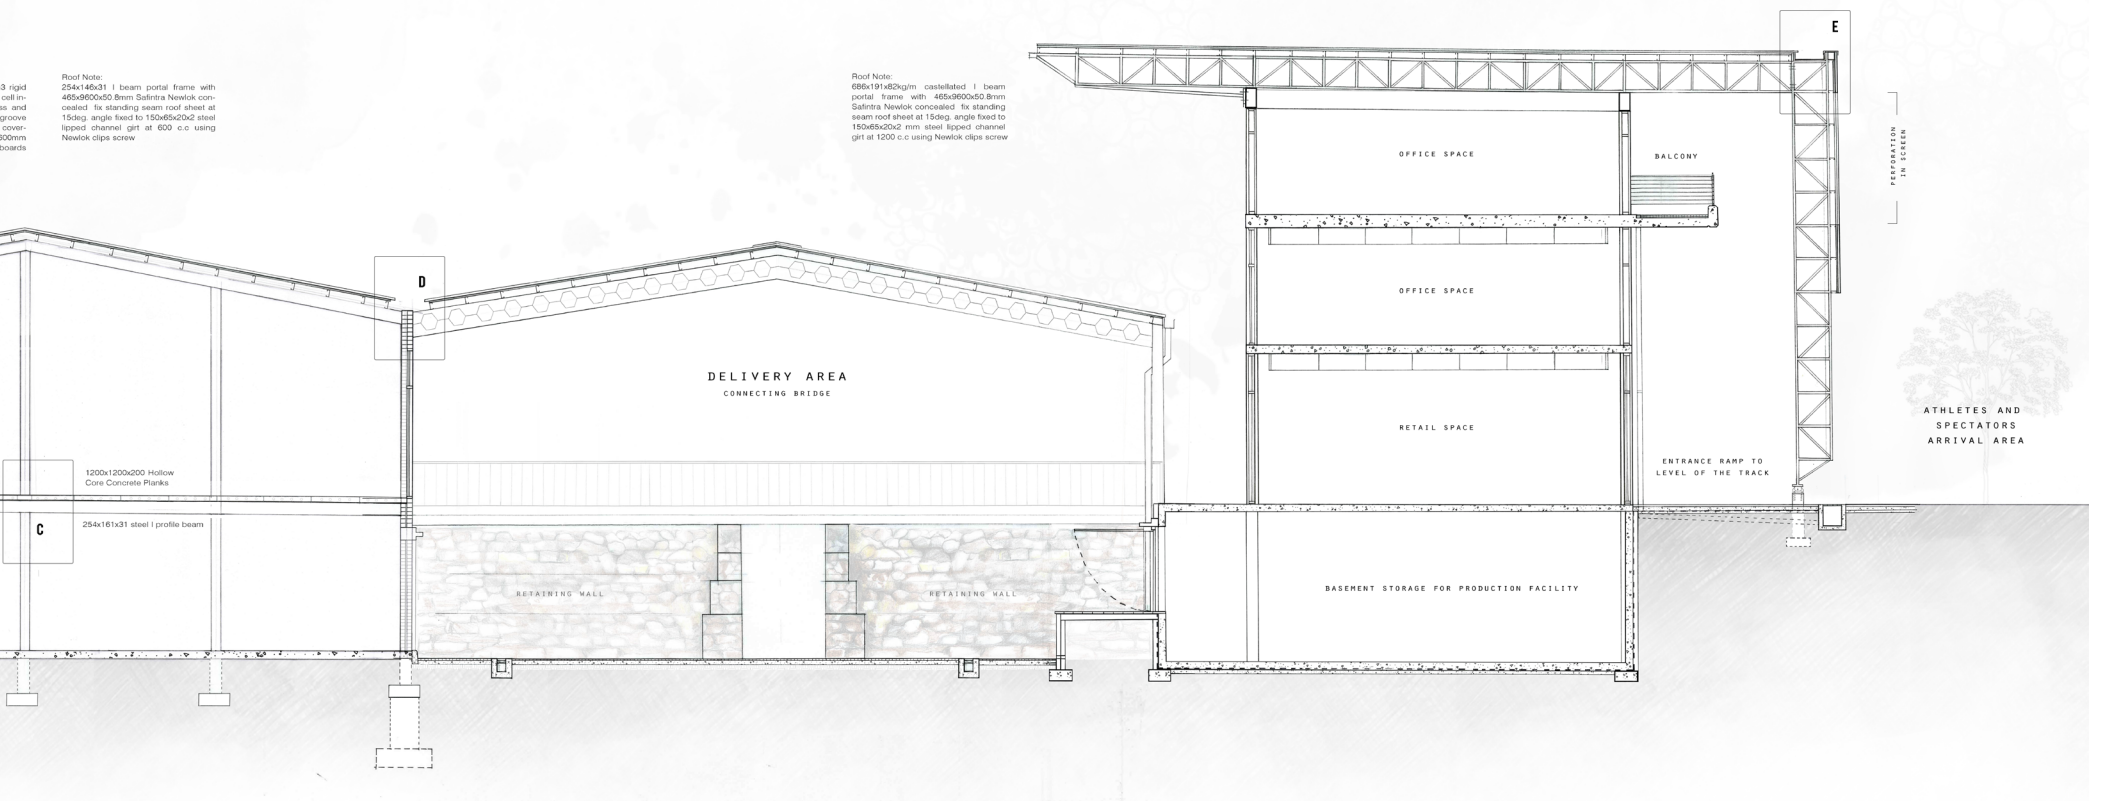 3 rigid
cell in-
ss and
groove
cover-
600mm
boards
Roof Note:
254x146x31 I beam portal frame with
465x9600x50.8mm Safintra Newlok con-
cealed fix standing seam roof sheet at
15deg. angle fixed to 150x65x20x2 steel
lipped channel girt at 600 c.c using
Newlok clips screw
Roof Note:
686x191x82kg/m castellated I beam
portal frame with 465x9600x50.8mm
Safintra Newlok concealed fix standing
seam roof sheet at 15deg. angle fixed to
150x65x20x2 mm steel lipped channel
girt at 1200 c.c using Newlok clips screw
E
OFFICE SPACE
BALCONY
PERFORATION
IN SCREEN
D
OFFICE SPACE
DELIVERY AREA
CONNECTING BRIDGE
RETAIL SPACE
ATHLETES AND
SPECTATORS
ARRIVAL AREA
ENTRANCE RAMP TO
LEVEL OF THE TRACK
1200x1200x200 Hollow
Core Concrete Planks
C
254x161x31 steel I profile beam
RETAINING WALL
RETAINING WALL
BASEMENT STORAGE FOR PRODUCTION FACILITY